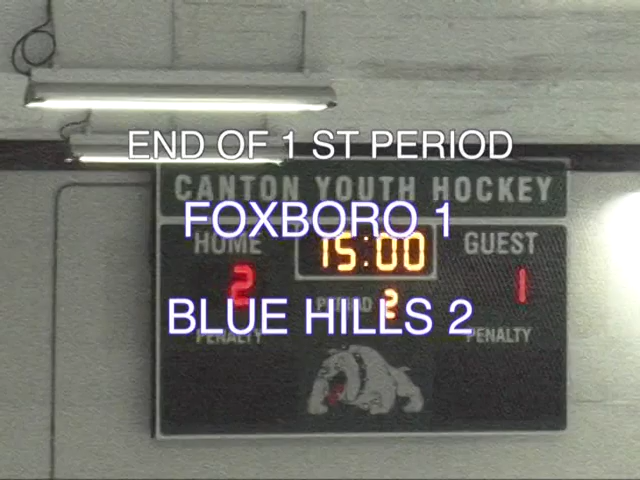 END OF 1 ST PERIOD
CANTON YOUTH HOCKEY
FOXBORO 1
HOME 15:00 GUEST
2 PERIOD 2 1
BLUE HILLS 2
PENALTY PENALTY